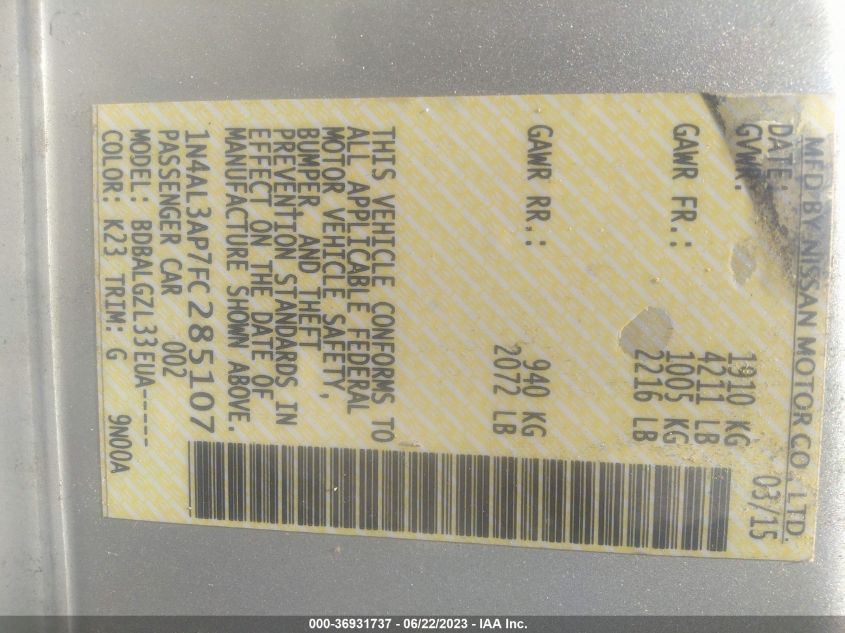 MFD BY NISSAN MOTOR CO., LTD.
DATE: 03/15
GVWR: 1910 KG
4211 LB
GAWR FR.: 1005 KG
2216 LB
GAWR RR.: 940 KG
2072 LB
THIS VEHICLE CONFORMS TO
ALL APPLICABLE FEDERAL
MOTOR VEHICLE SAFETY,
BUMPER, AND THEFT
PREVENTION STANDARDS IN
EFFECT ON THE DATE OF
MANUFACTURE SHOWN ABOVE.
1N4AL3AP7FC285107
PASSENGER CAR 002
MODEL: BDBALGZL33EUA-----
COLOR: K23 TRIM: G 9N00A
000-36931737 - 06/22/2023 - IAA Inc.